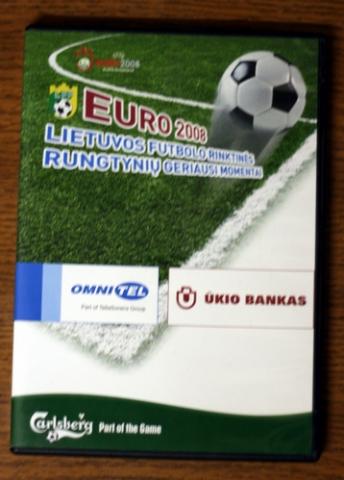 2008
EURO 2008
LIETUVOS FUTBOLO RINKTINĖS
RUNGTYNIŲ GERIAUSI MOMENTAI
OMNITEL
Part of TeliaSonera Group
ŪKIO BANKAS
Carlsberg Part of the Game